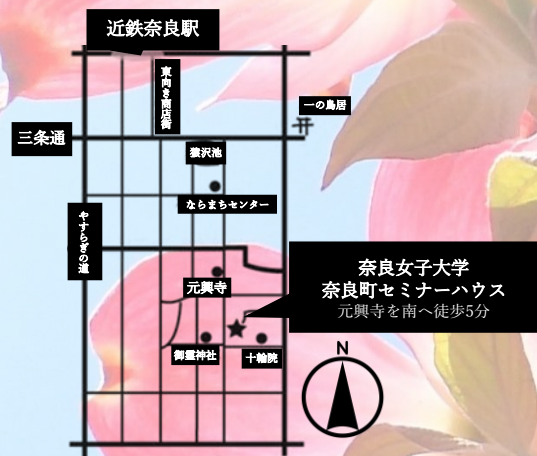 近鉄奈良駅
東向き商店街
一の鳥居
三条通
猿沢池
ならまちセンター
やすらぎの道
奈良女子大学
奈良町セミナーハウス
元興寺を南へ徒歩5分
元興寺
御霊神社
十輪院
N